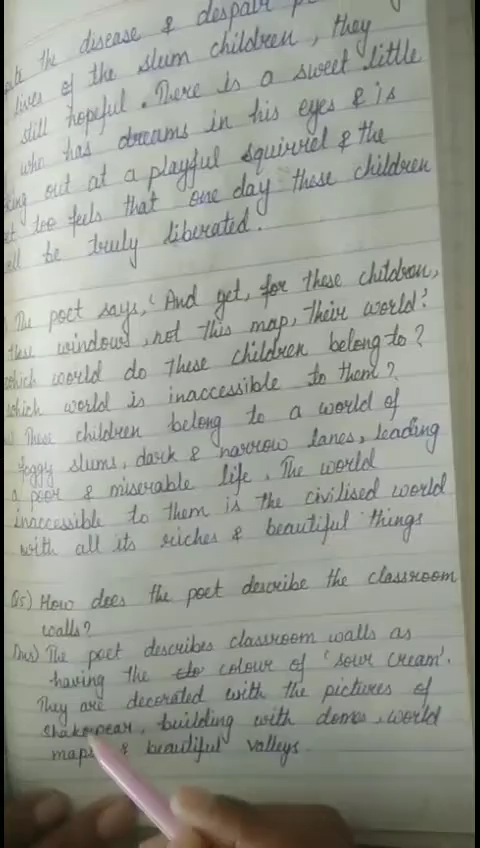 the disease & despair
lives of the slum children, they
still hopeful. There is a sweet little
who has dreams in his eyes & is
out at a playful squirrel & the
too feels that one day these children
be truly liberated.
The poet says, 'And yet, for these children,
these windows, not this map, their world?
which world do these children belong to?
which world is inaccessible to them?
These children belong to a world of
foggy slums, dark & narrow lanes, leading
a poor & miserable life. The world
inaccessible to them is the civilised world
with all its riches & beautiful things
Q5) How does the poet describe the classroom
walls?
Ans) The poet describes classroom walls as
having the colour of 'sour cream'.
They are decorated with the pictures of
Shakespear, building with domes, world
maps & beautiful valleys.